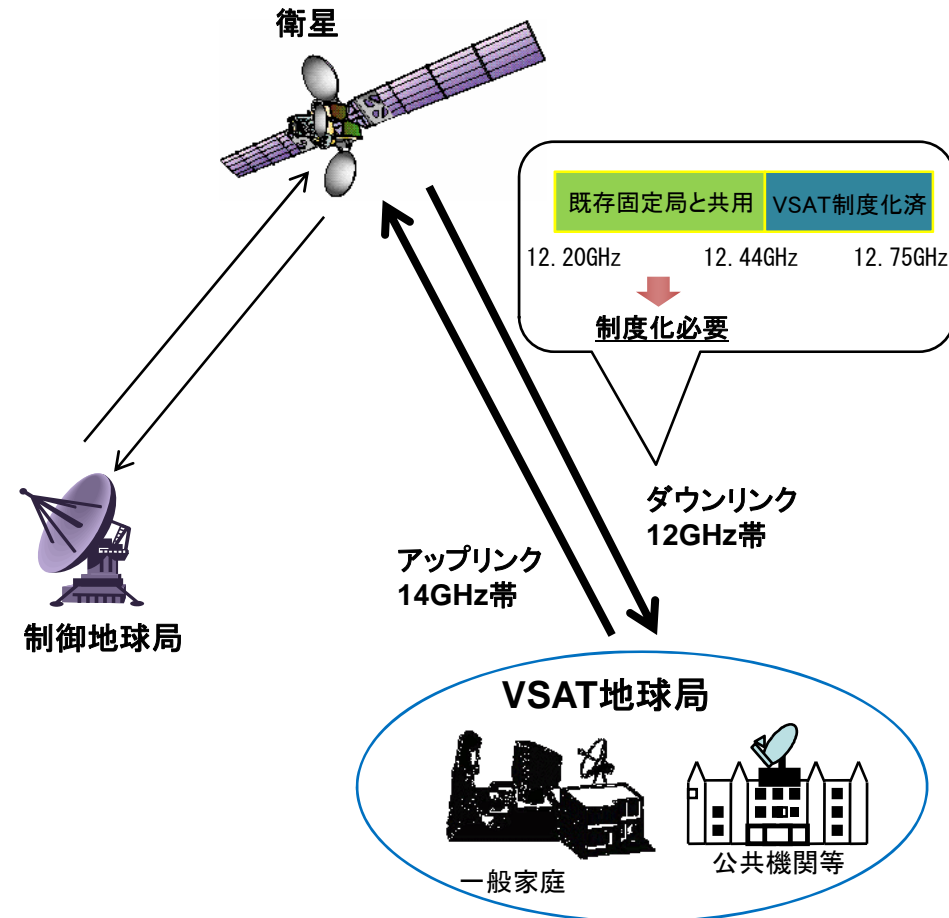 衛星
既存固定局と共用 VSAT制度化済
12.20GHz 12.44GHz 12.75GHz
制度化必要
ダウンリンク
12GHz帯
アップリンク
14GHz帯
制御地球局
VSAT地球局
一般家庭
公共機関等